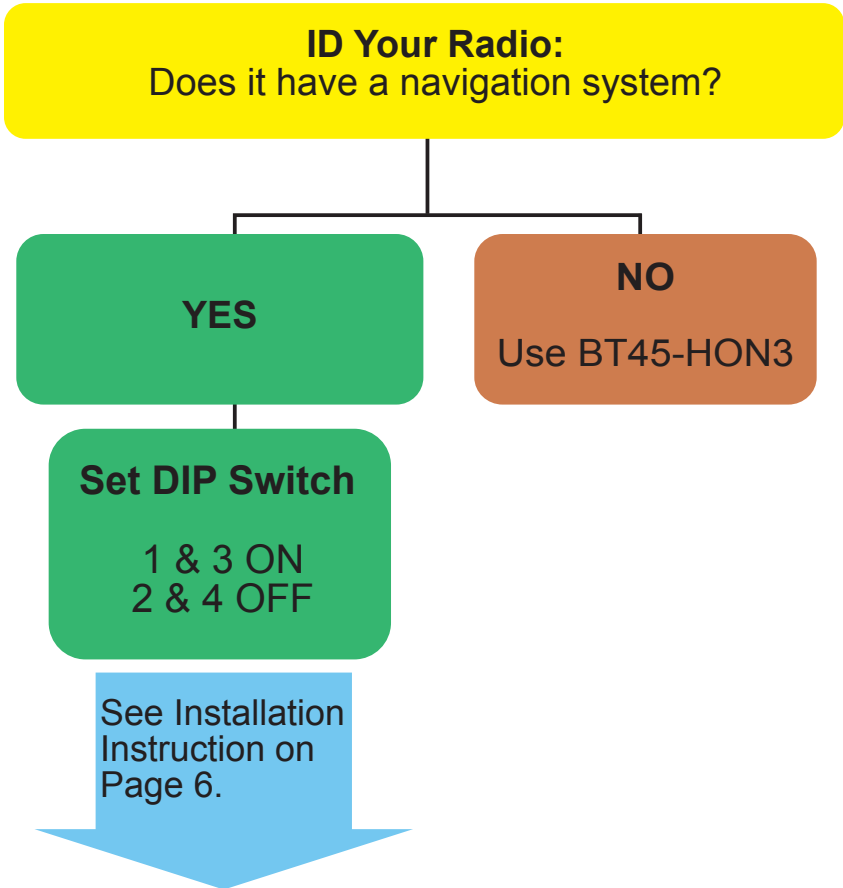 ID Your Radio:
Does it have a navigation system?
YES
NO
Use BT45-HON3
Set DIP Switch
1 & 3 ON
2 & 4 OFF
See Installation
Instruction on
Page 6.